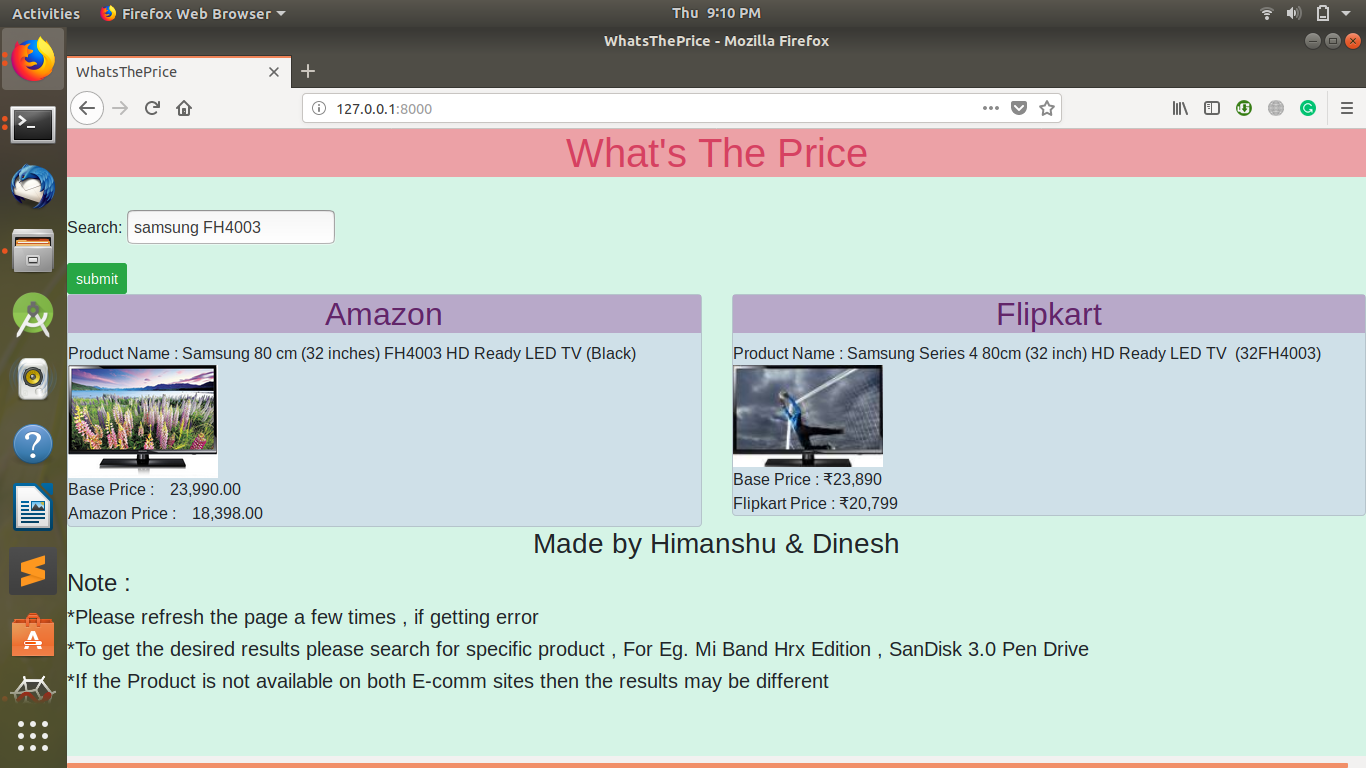 Activities
Firefox Web Browser
Thu 9:10 PM
WhatsThePrice - Mozilla Firefox
WhatsThePrice
127.0.0.1:8000
What's The Price
Search: samsung FH4003
submit
Amazon
Product Name : Samsung 80 cm (32 inches) FH4003 HD Ready LED TV (Black)
Base Price : 23,990.00
Amazon Price : 18,398.00
Flipkart
Product Name : Samsung Series 4 80cm (32 inch) HD Ready LED TV (32FH4003)
Base Price : ₹23,890
Flipkart Price : ₹20,799
Made by Himanshu & Dinesh
Note :
*Please refresh the page a few times , if getting error
*To get the desired results please search for specific product , For Eg. Mi Band Hrx Edition , SanDisk 3.0 Pen Drive
*If the Product is not available on both E-comm sites then the results may be different